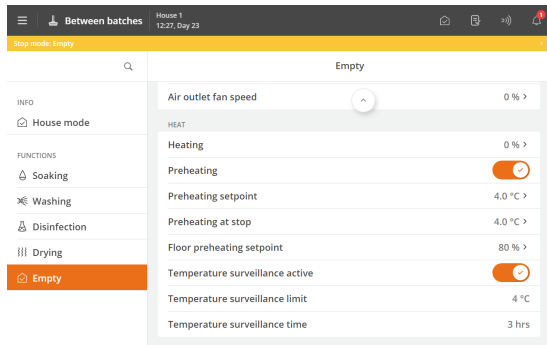 Between batches
House 1
12:27, Day 23
1
Stop mode: Empty
Empty
INFO
House mode
FUNCTIONS
Soaking
Washing
Disinfection
Drying
Empty
Air outlet fan speed 0 %
HEAT
Heating 0 %
Preheating
Preheating setpoint 4.0 °C
Preheating at stop 4.0 °C
Floor preheating setpoint 80 %
Temperature surveillance active
Temperature surveillance limit 4 °C
Temperature surveillance time 3 hrs